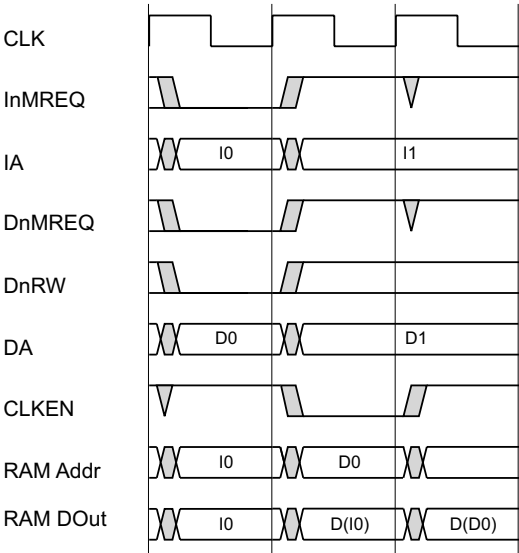 CLK
InMREQ
IA I0 I1
DnMREQ
DnRW
DA D0 D1
CLKEN
RAM Addr I0 D0
RAM DOut I0 D(I0) D(D0)